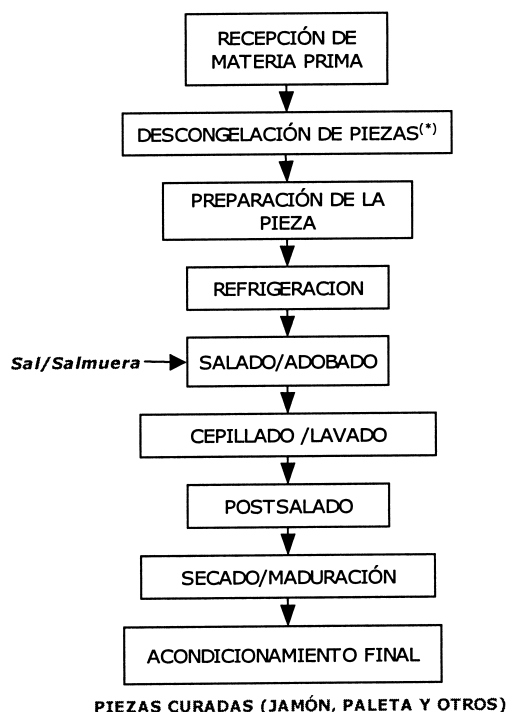 RECEPCIÓN DE
MATERIA PRIMA
DESCONGELACIÓN DE PIEZAS(*)
PREPARACIÓN DE LA
PIEZA
REFRIGERACION
Sal/Salmuera
SALADO/ADOBADO
CEPILLADO /LAVADO
POSTSALADO
SECADO/MADURACIÓN
ACONDICIONAMIENTO FINAL
PIEZAS CURADAS (JAMÓN, PALETA Y OTROS)